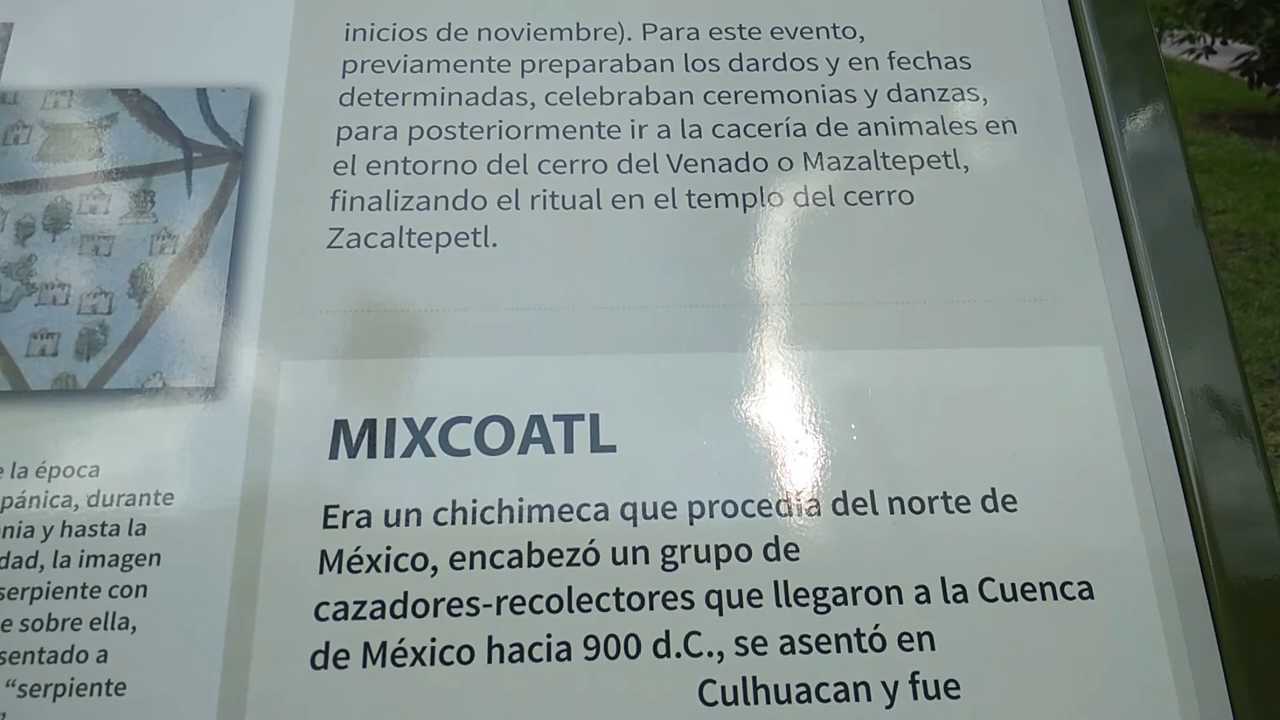 inicios de noviembre). Para este evento,
previamente preparaban los dardos y en fechas
determinadas, celebraban ceremonias y danzas,
para posteriormente ir a la cacería de animales en
el entorno del cerro del Venado o Mazaltepetl,
finalizando el ritual en el templo del cerro
Zacaltepetl.
MIXCOATL
Era un chichimeca que procedía del norte de
México, encabezó un grupo de
cazadores-recolectores que llegaron a la Cuenca
de México hacia 900 d.C., se asentó en
Culhuacan y fue
la época
pánica, durante
nia y hasta la
dad, la imagen
serpiente con
e sobre ella,
sentado a
“serpiente